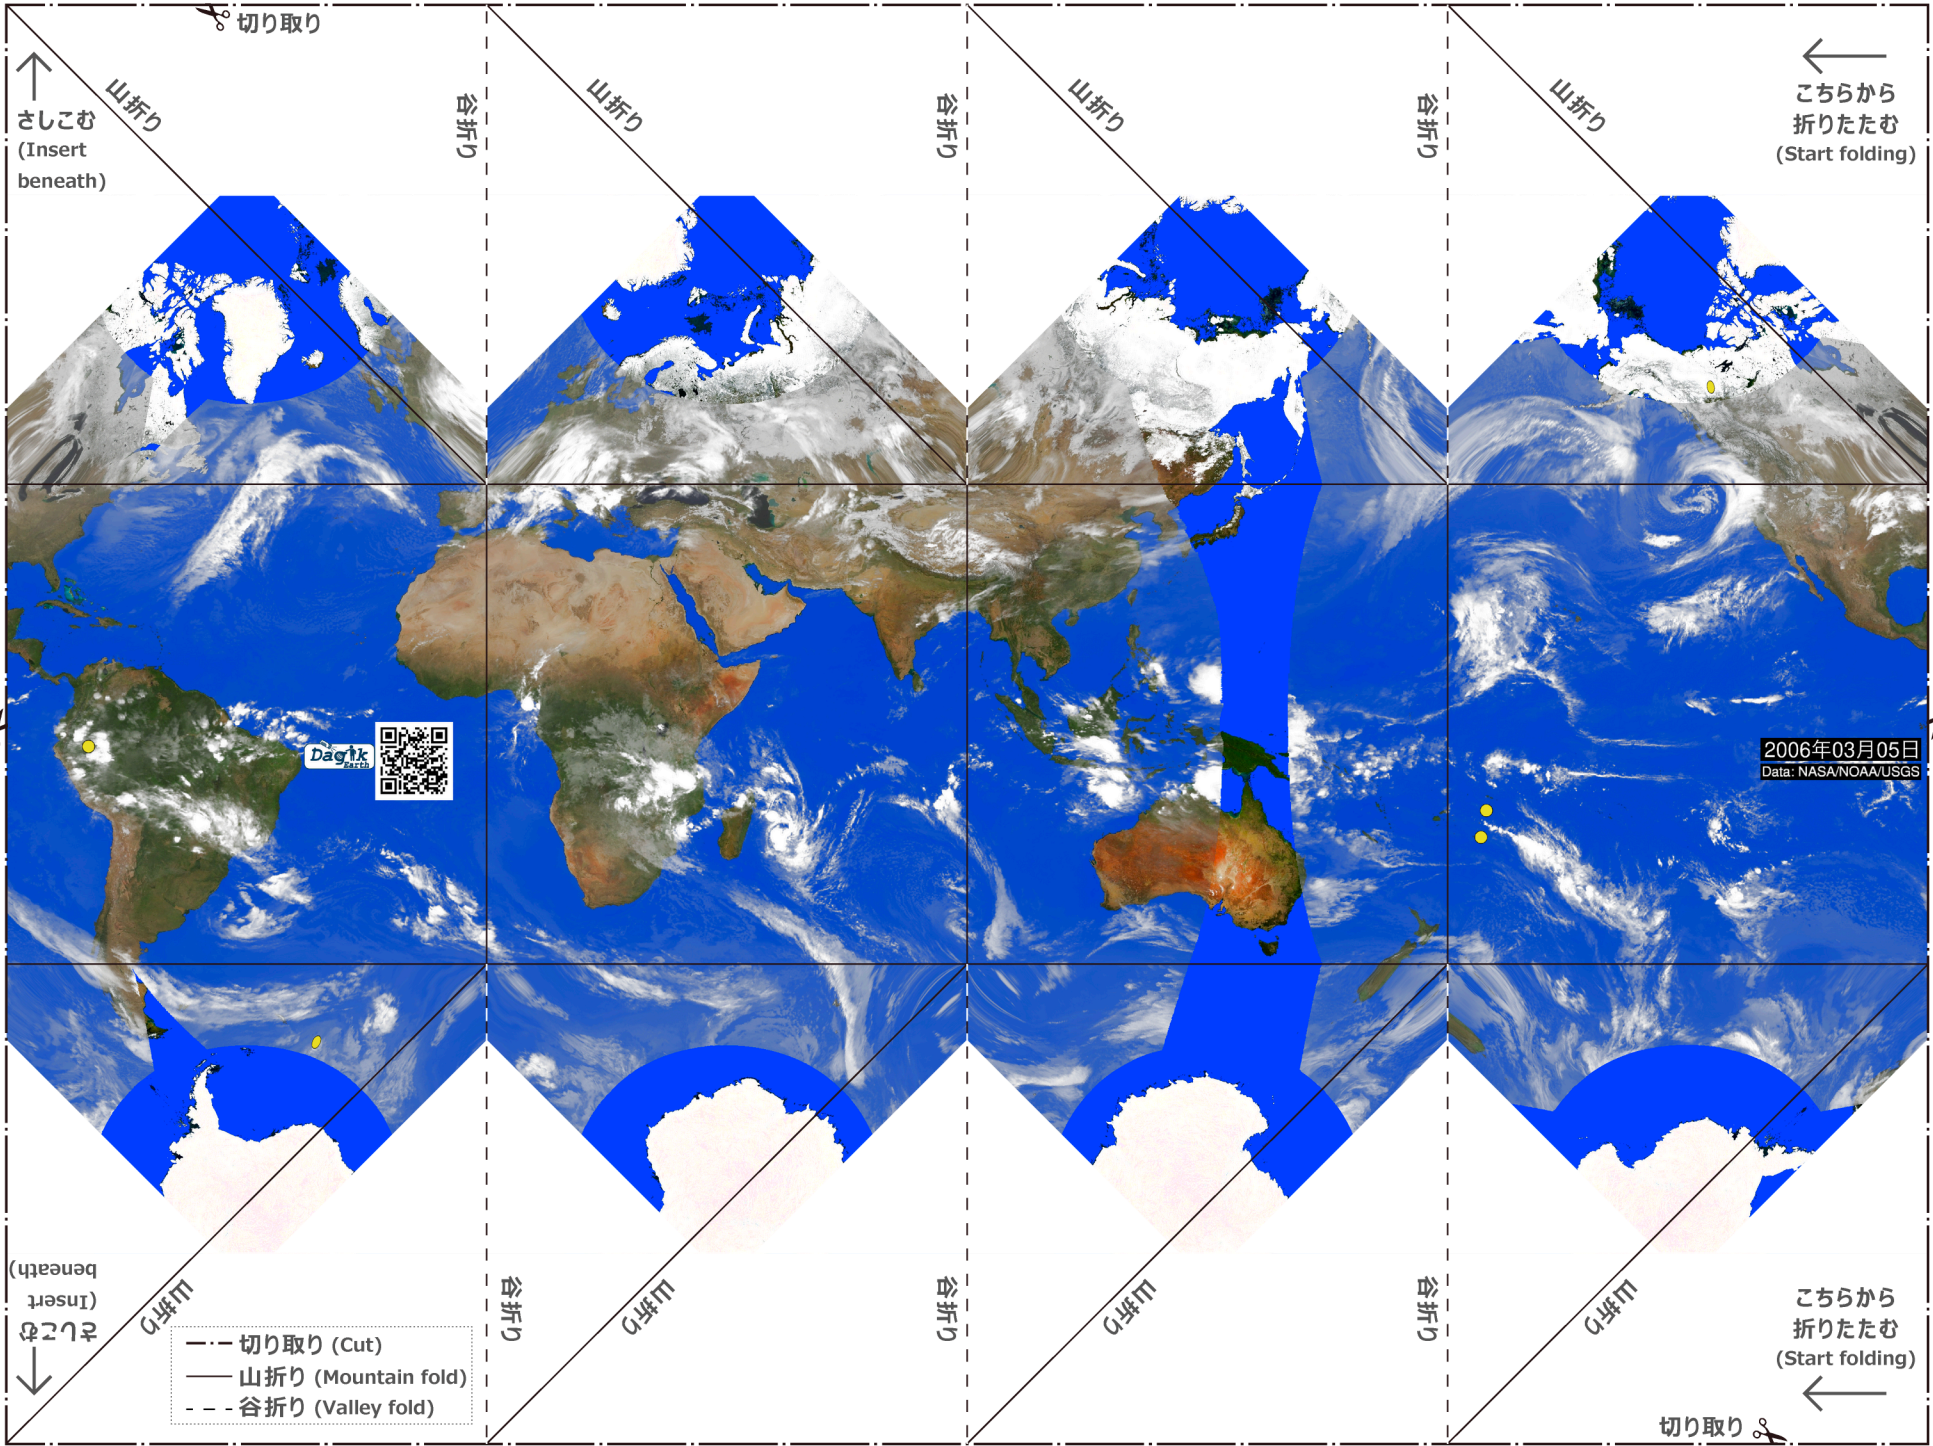 切り取り
山折り
谷折り
山折り
谷折り
山折り
谷折り
山折り
さしこむ
(Insert
beneath)
こちらから
折りたたむ
(Start folding)
Dagik
Earth
2006年03月05日
Data: NASA/NOAA/USGS
さしこむ
(Insert
beneath)
山折り
谷折り
山折り
谷折り
山折り
谷折り
山折り
こちらから
折りたたむ
(Start folding)
切り取り (Cut)
山折り (Mountain fold)
谷折り (Valley fold)
切り取り